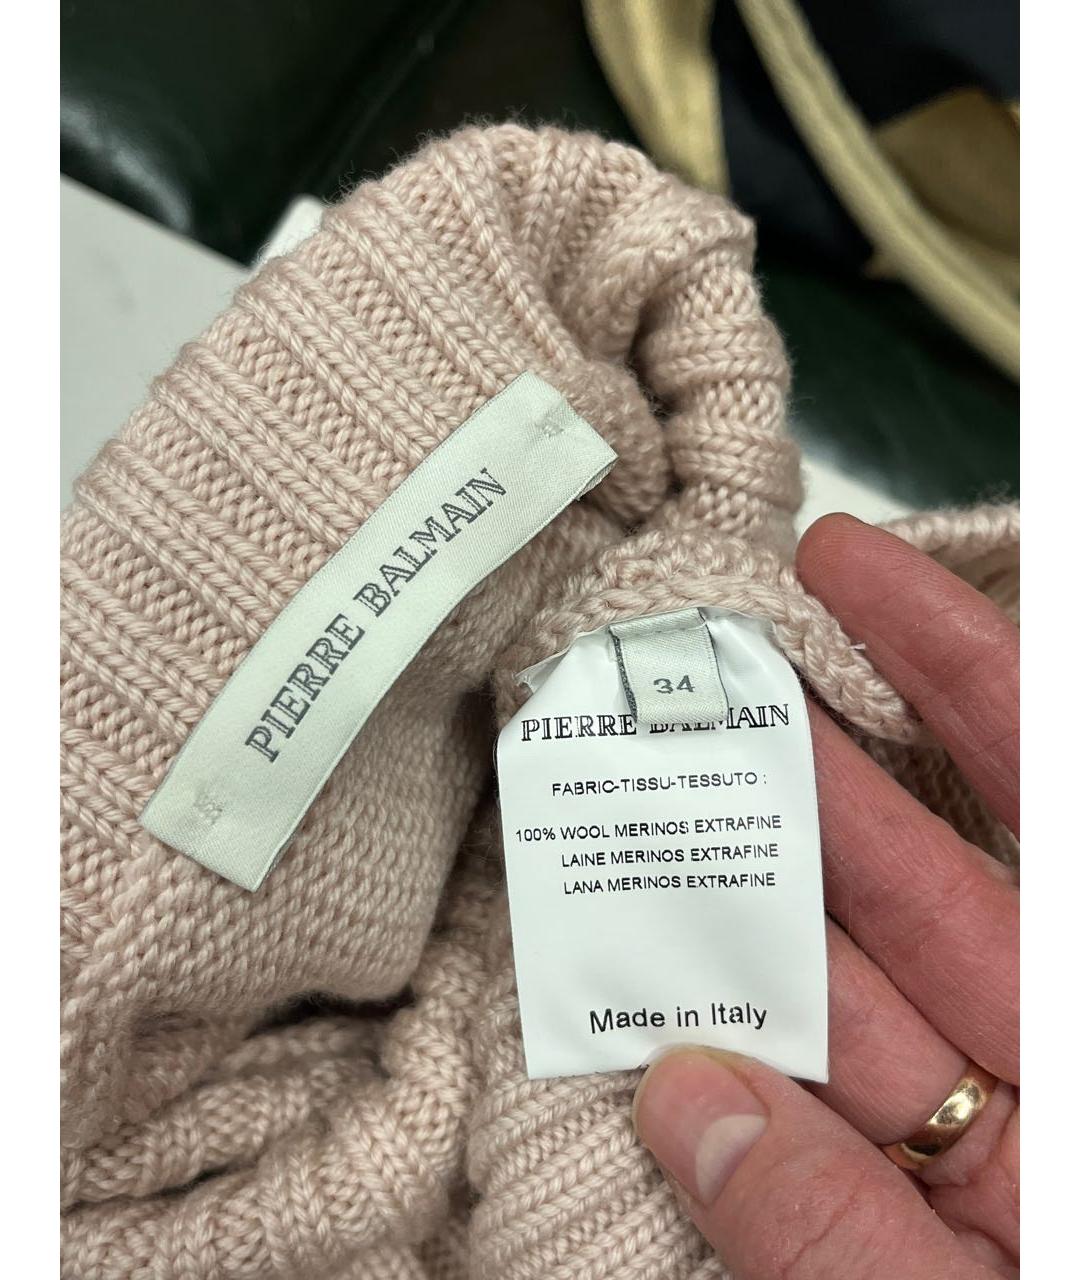 PIERRE BALMAIN
34
PIERRE BALMAIN
FABRIC-TISSU-TESSUTO :
100% WOOL MERINOS EXTRAFINE
LAINE MERINOS EXTRAFINE
LANA MERINOS EXTRAFINE
Made in Italy